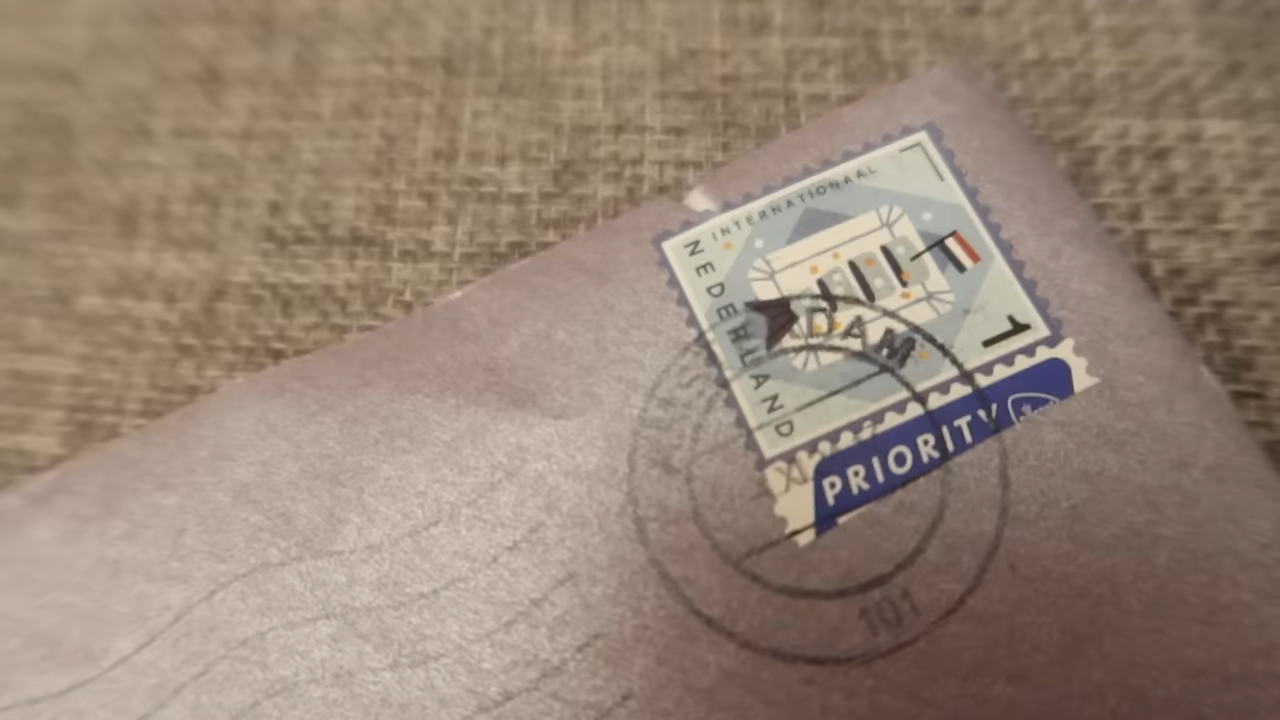 INTERNATIONAAL
NEDERLAND
1
PRIORITY
DAM
101